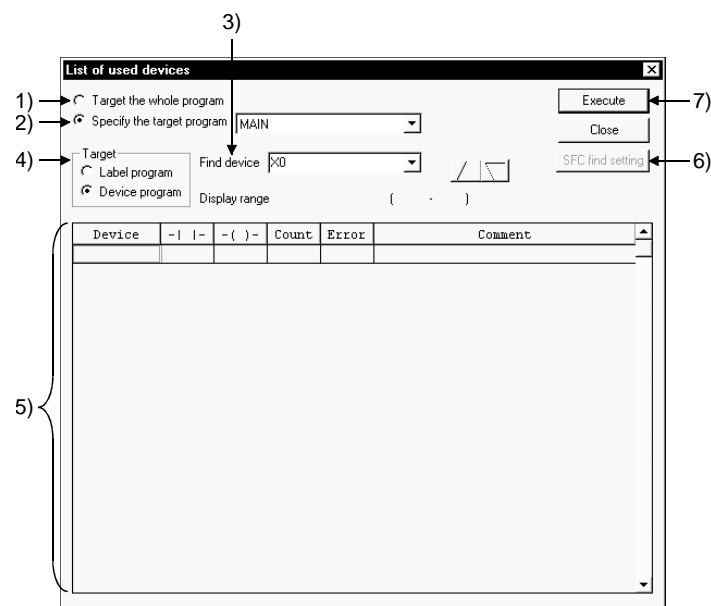 3)
List of used devices
1) Target the whole program Execute 7)
2) Specify the target program MAIN Close
4) Target Find device X0 SFC find setting 6)
Label program
Device program Display range ( · )
Device -| |- -( )- Count Error Comment
5)